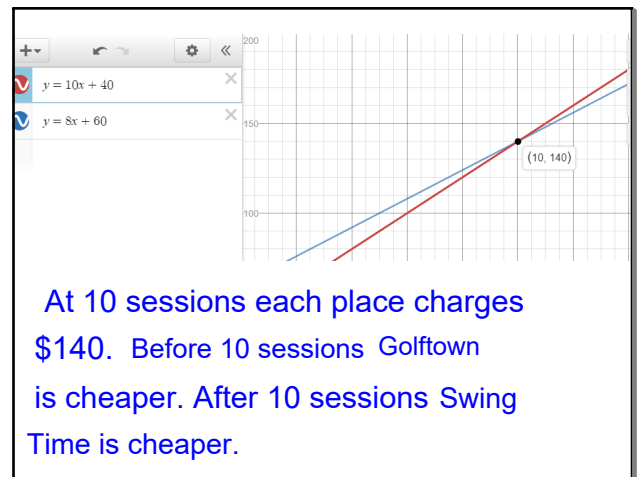 200
y = 10x + 40
y = 8x + 60
150
(10, 140)
100
At 10 sessions each place charges
$140. Before 10 sessions Golftown
is cheaper. After 10 sessions Swing
Time is cheaper.